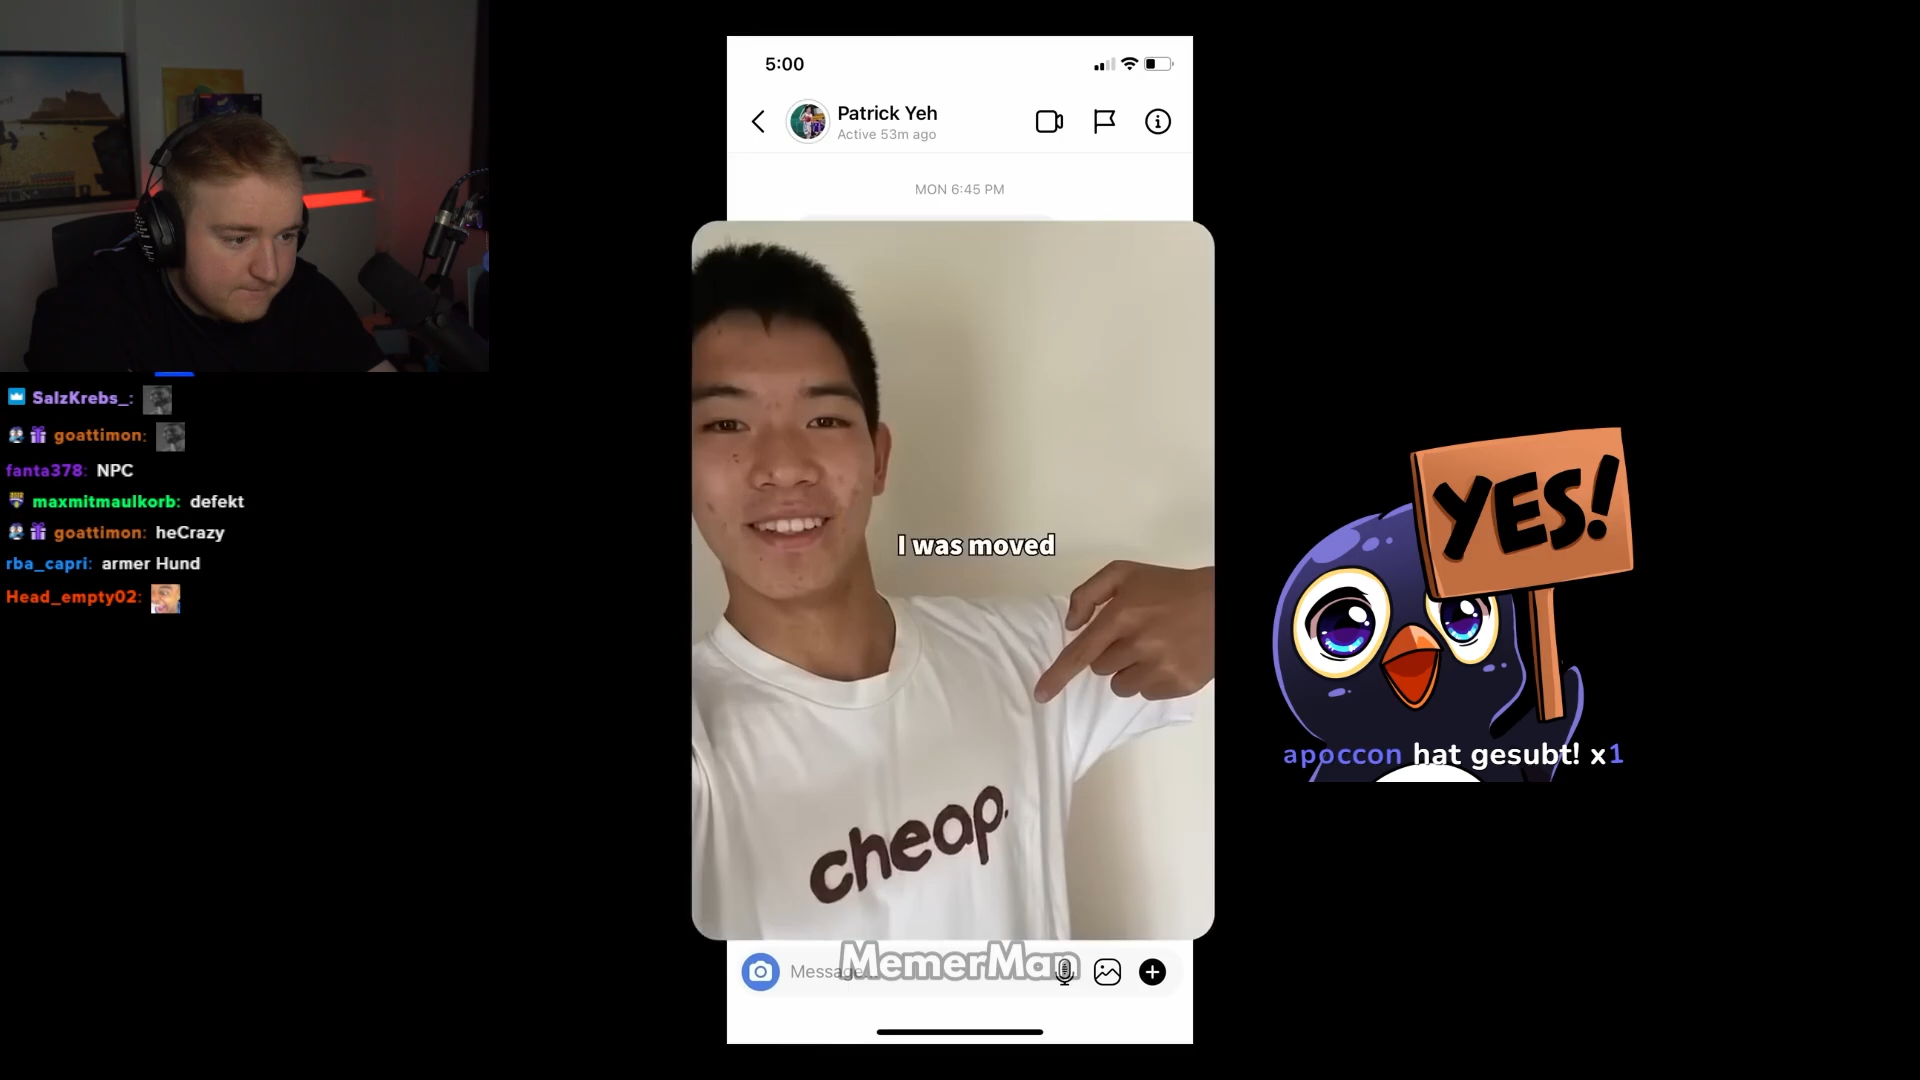 5:00
Patrick Yeh
Active 53m ago
MON 6:45 PM
SalzKrebs_:
goattimon:
fanta378: NPC
maxmitmaulkorb: defekt
goattimon: heCrazy
rba_capri: armer Hund
Head_empty02:
I was moved
cheap.
YES!
apoccon hat gesubt! x1
Message...
MemerMan